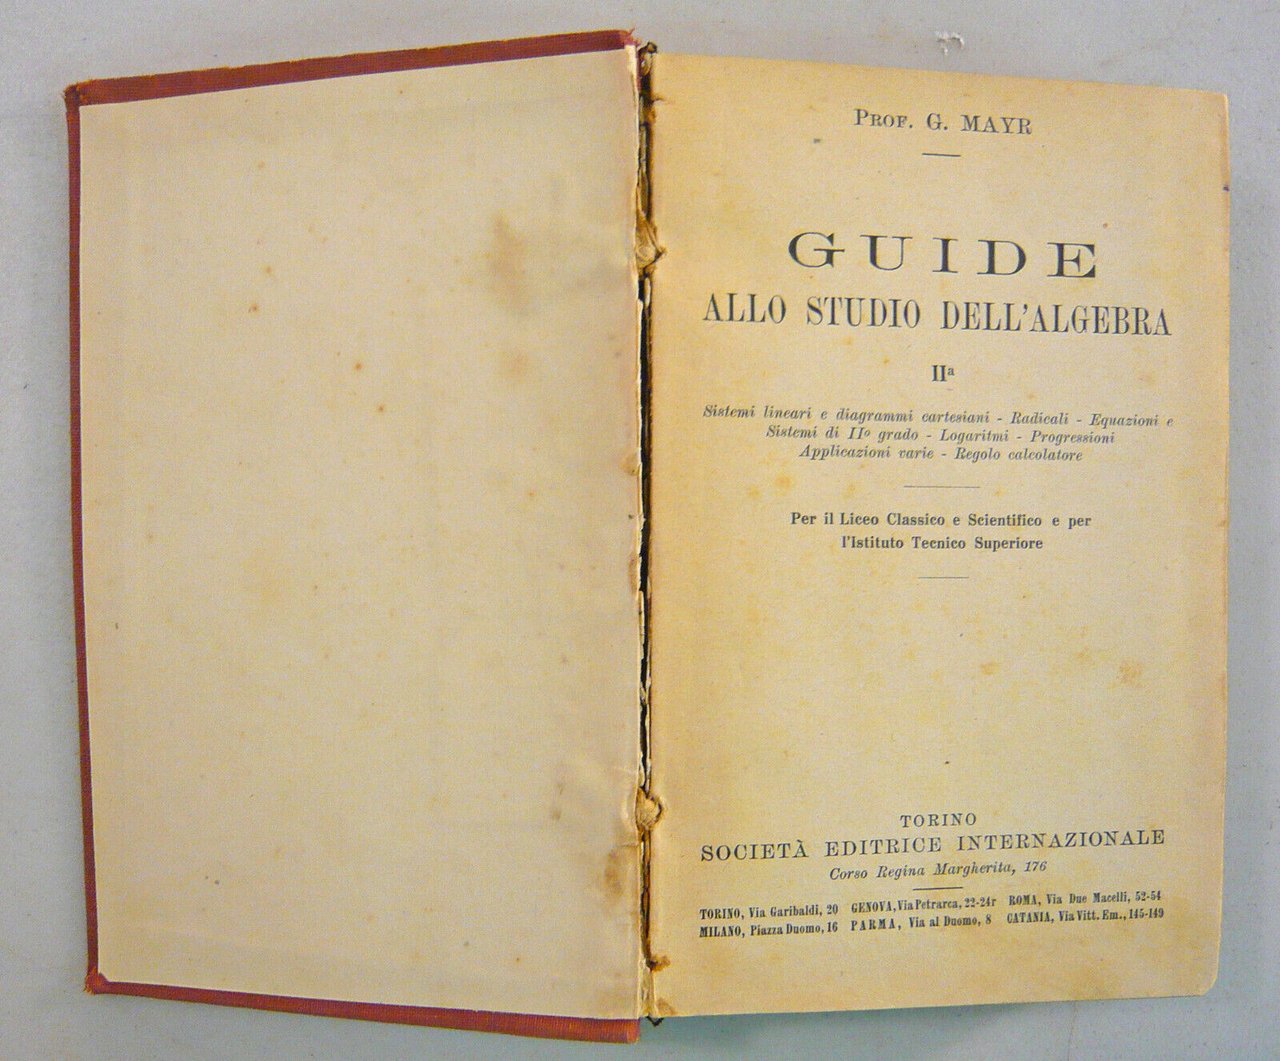 PROF. G. MAYR
GUIDE
ALLO STUDIO DELL'ALGEBRA
IIª
Sistemi lineari e diagrammi cartesiani - Radicali - Equazioni e
Sistemi di IIº grado - Logaritmi - Progressioni
Applicazioni varie - Regolo calcolatore
Per il Liceo Classico e Scientifico e per
l'Istituto Tecnico Superiore
TORINO
SOCIETÀ EDITRICE INTERNAZIONALE
Corso Regina Margherita, 176
TORINO, Via Garibaldi, 20 GENOVA, Via Petrarca, 22-24r ROMA, Via Due Macelli, 52-54
MILANO, Piazza Duomo, 16 PARMA, Via al Duomo, 8 CATANIA, Via Vitt. Em., 145-149